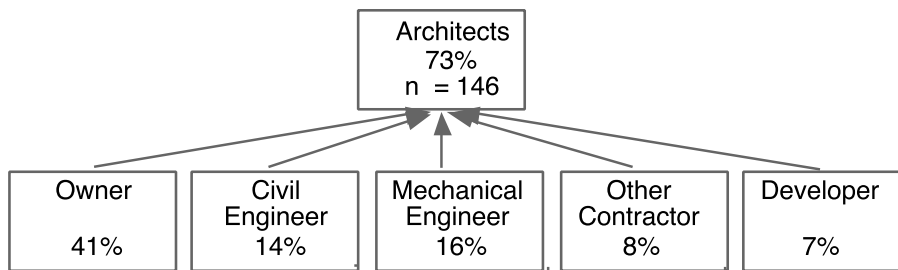 Architects
73%
n = 146
Owner
41%
Civil
Engineer
14%
Mechanical
Engineer
16%
Other
Contractor
8%
Developer
7%